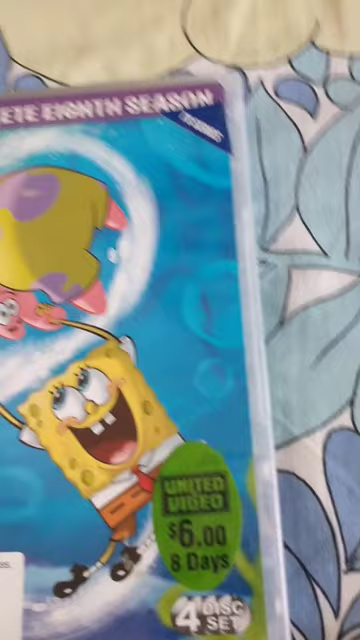 ETE EIGHTH SEASON
UNITED
VIDEO
$6.00
8 Days
4 DISC
SET